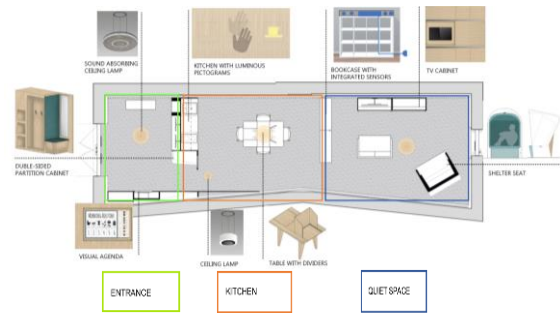 SOUND ABSORBING
CEILING LAMP
KITCHEN WITH LUMINOUS
PICTOGRAMS
BOOKCASE WITH
INTEGRATED SENSORS
TV CABINET
DUBLE-SIDED
PARTITION CABINET
SHELTER SEAT
VISUAL AGENDA
CEILING LAMP
TABLE WITH DIVIDERS
ENTRANCE
KITCHEN
QUIET SPACE